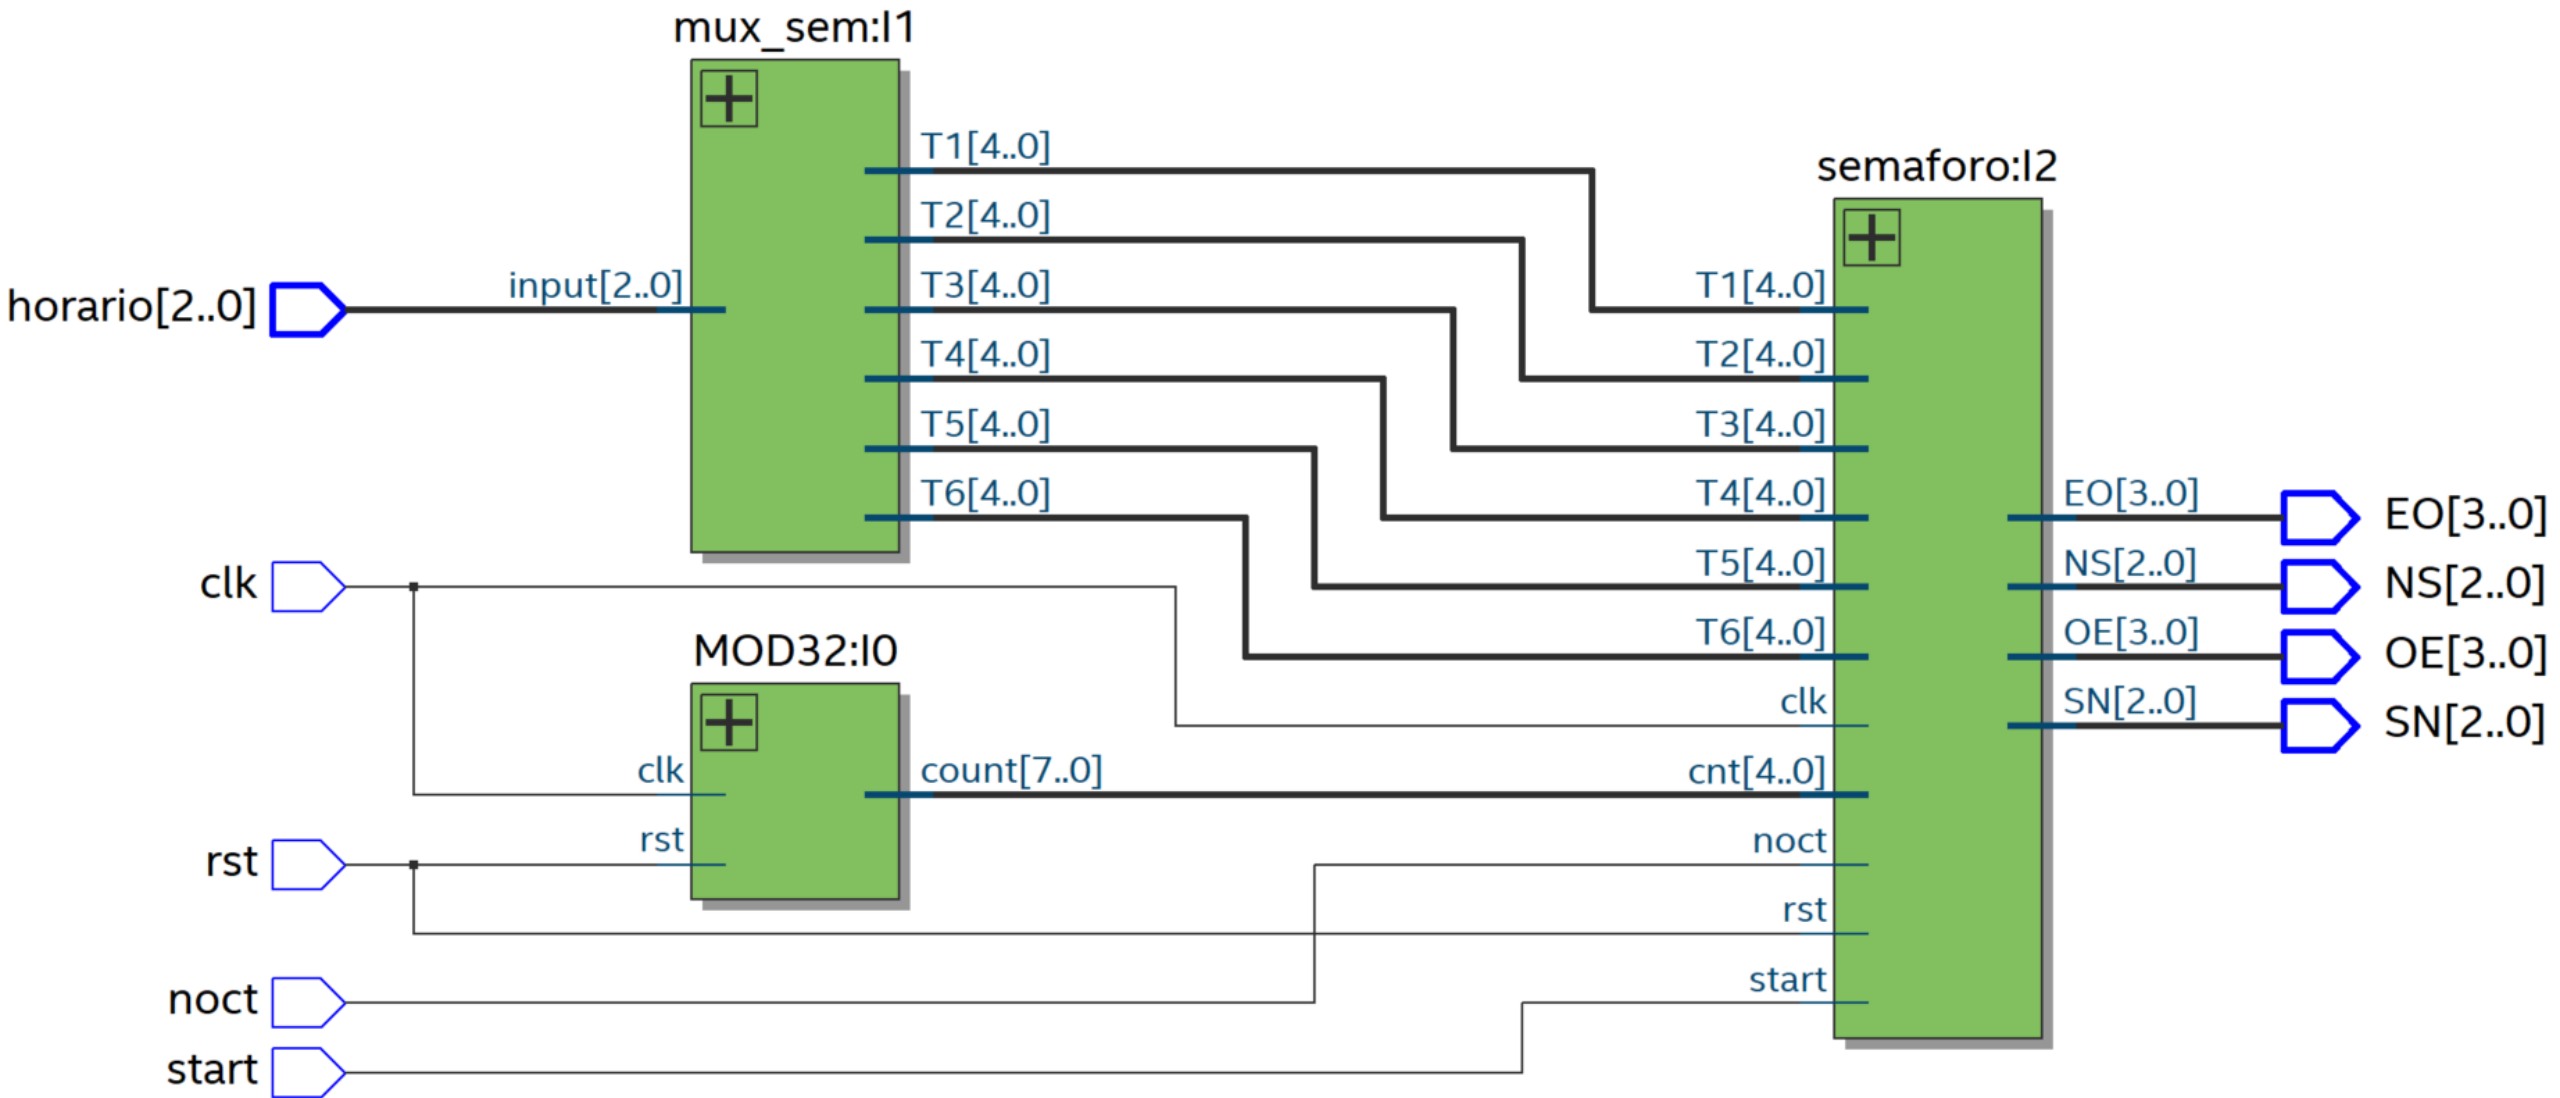 mux_sem:I1
T1[4..0]
T2[4..0]
horario[2..0]
input[2..0]
T3[4..0]
T4[4..0]
T5[4..0]
T6[4..0]
semaforo:I2
T1[4..0]
T2[4..0]
T3[4..0]
T4[4..0]
T5[4..0]
T6[4..0]
clk
cnt[4..0]
noct
rst
start
EO[3..0]
NS[2..0]
OE[3..0]
SN[2..0]
EO[3..0]
NS[2..0]
OE[3..0]
SN[2..0]
clk
MOD32:I0
clk
count[7..0]
rst
rst
noct
start